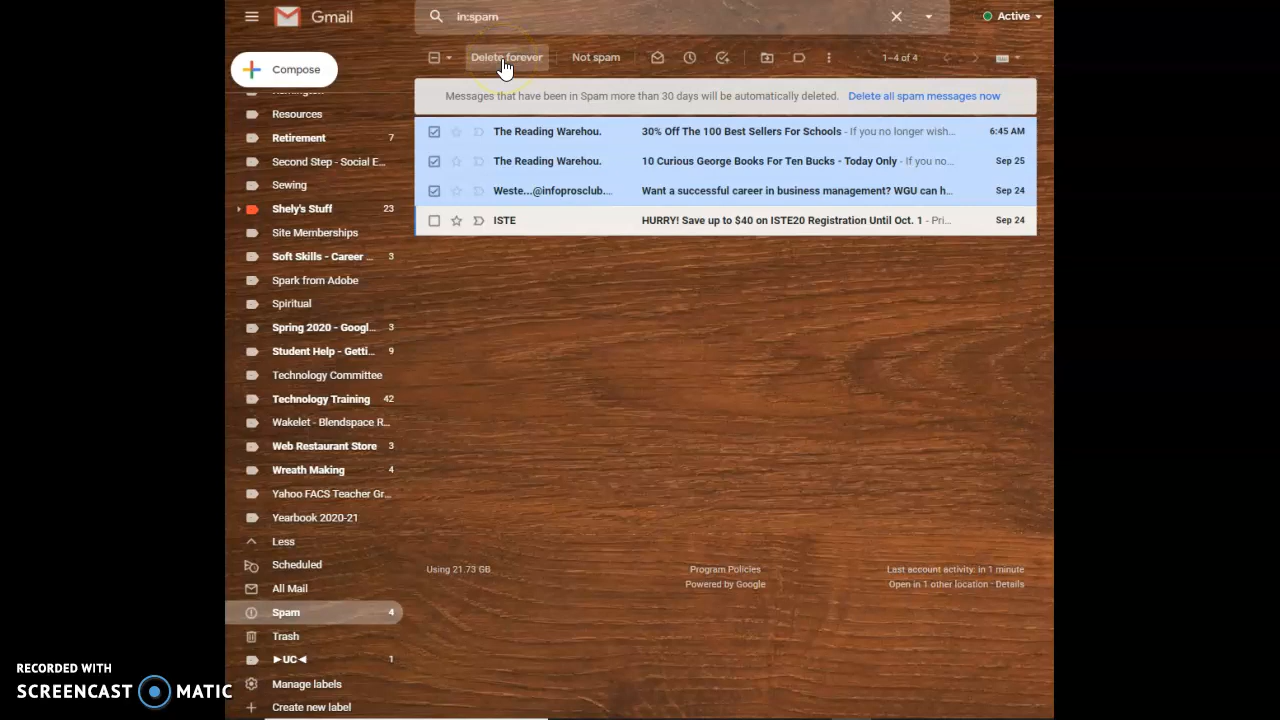 Gmail
in:spam
Active
Compose
Delete forever
Not spam
1–4 of 4
Messages that have been in Spam more than 30 days will be automatically deleted. Delete all spam messages now
The Reading Warehou. 30% Off The 100 Best Sellers For Schools - If you no longer wish... 6:45 AM
The Reading Warehou. 10 Curious George Books For Ten Bucks - Today Only - If you no... Sep 25
Weste...@infoprosclub.... Want a successful career in business management? WGU can h... Sep 24
ISTE HURRY! Save up to $40 on ISTE20 Registration Until Oct. 1 - Pri... Sep 24
Resources
Retirement 7
Second Step - Social E...
Sewing
Shely's Stuff 23
Site Memberships
Soft Skills - Career ... 3
Spark from Adobe
Spiritual
Spring 2020 - Googl... 3
Student Help - Getti... 9
Technology Committee
Technology Training 42
Wakelet - Blendspace R...
Web Restaurant Store 3
Wreath Making 4
Yahoo FACS Teacher Gr...
Yearbook 2020-21
Less
Scheduled
All Mail
Spam 4
Trash
►UC◄ 1
Manage labels
Create new label
Using 21.73 GB
Program Policies
Powered by Google
Last account activity: in 1 minute
Open in 1 other location · Details
RECORDED WITH
SCREENCAST MATIC